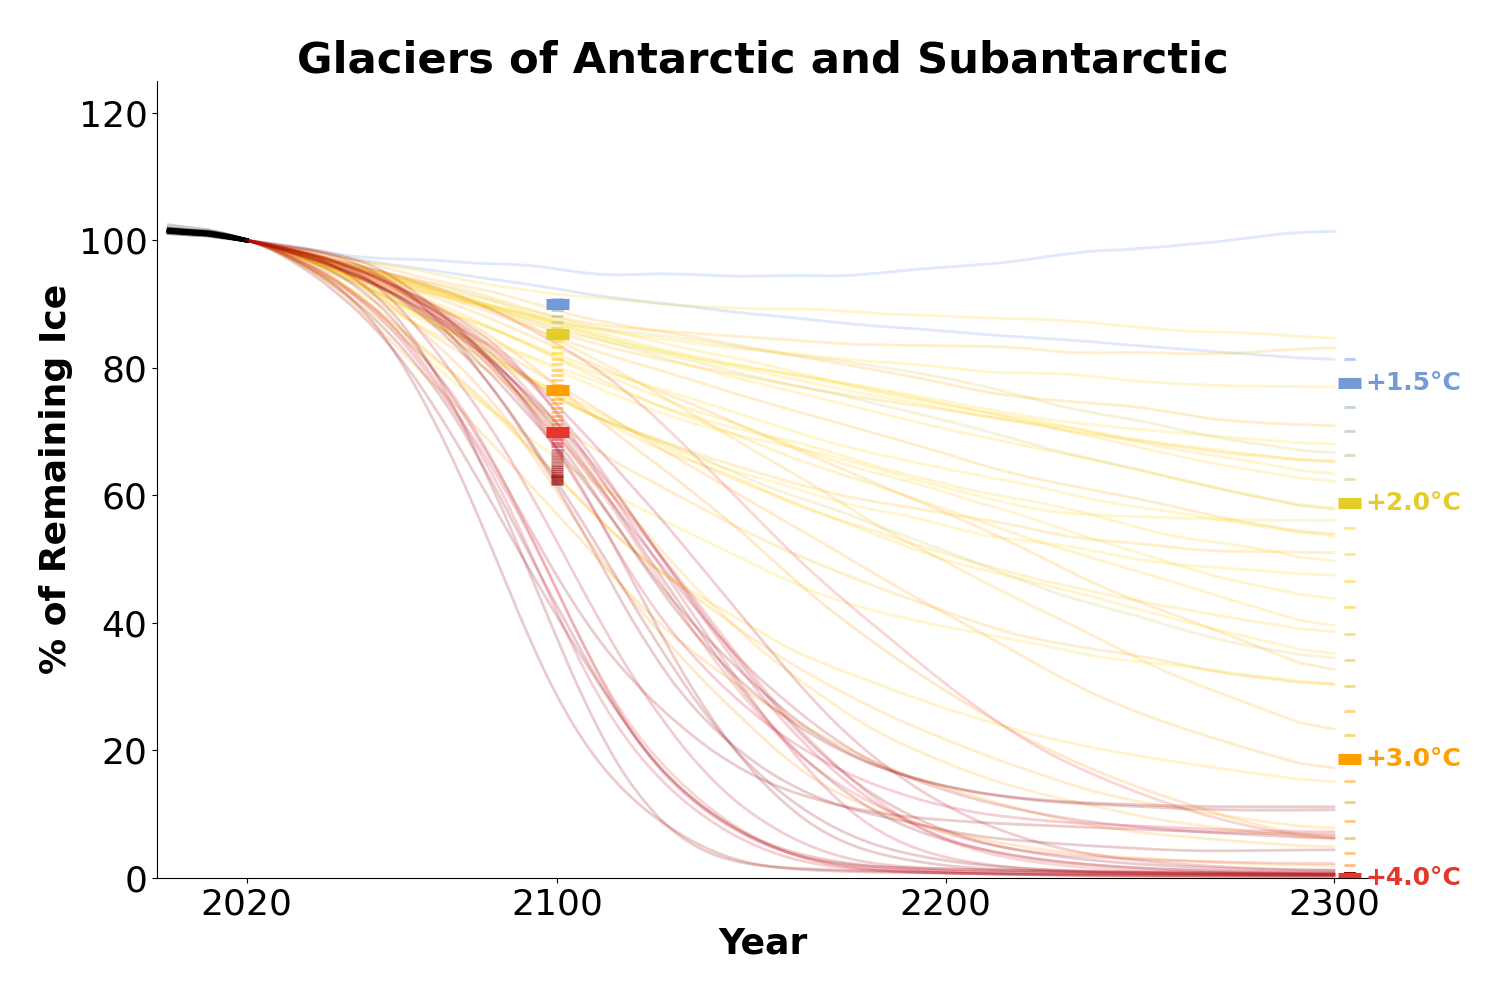 Glaciers of Antarctic and Subantarctic
% of Remaining Ice
120
100
80
60
40
20
0
+1.5°C
+2.0°C
+3.0°C
+4.0°C
2020 2100 2200 2300
Year